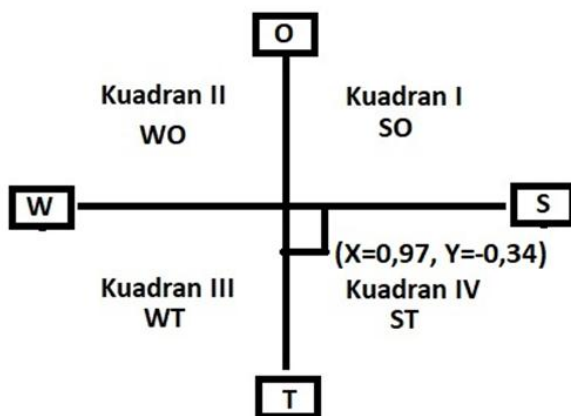 O
Kuadran II
WO
Kuadran I
SO
W
S
(X=0,97, Y=-0,34)
Kuadran III
WT
Kuadran IV
ST
T